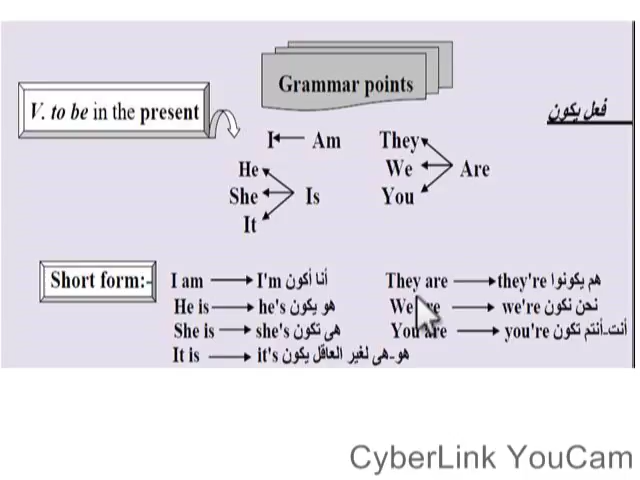 Grammar points
V. to be in the present
فعل يكون
I Am They
He We Are
She Is You
It
Short form:-
I am I'm أنا أكون They are they're هم يكونوا
He is he's هو يكون We re we're نحن نكون
She is she's هى تكون You are you're أنت-أنتم تكون
It is it's هو-هى لغير العاقل يكون
CyberLink YouCam